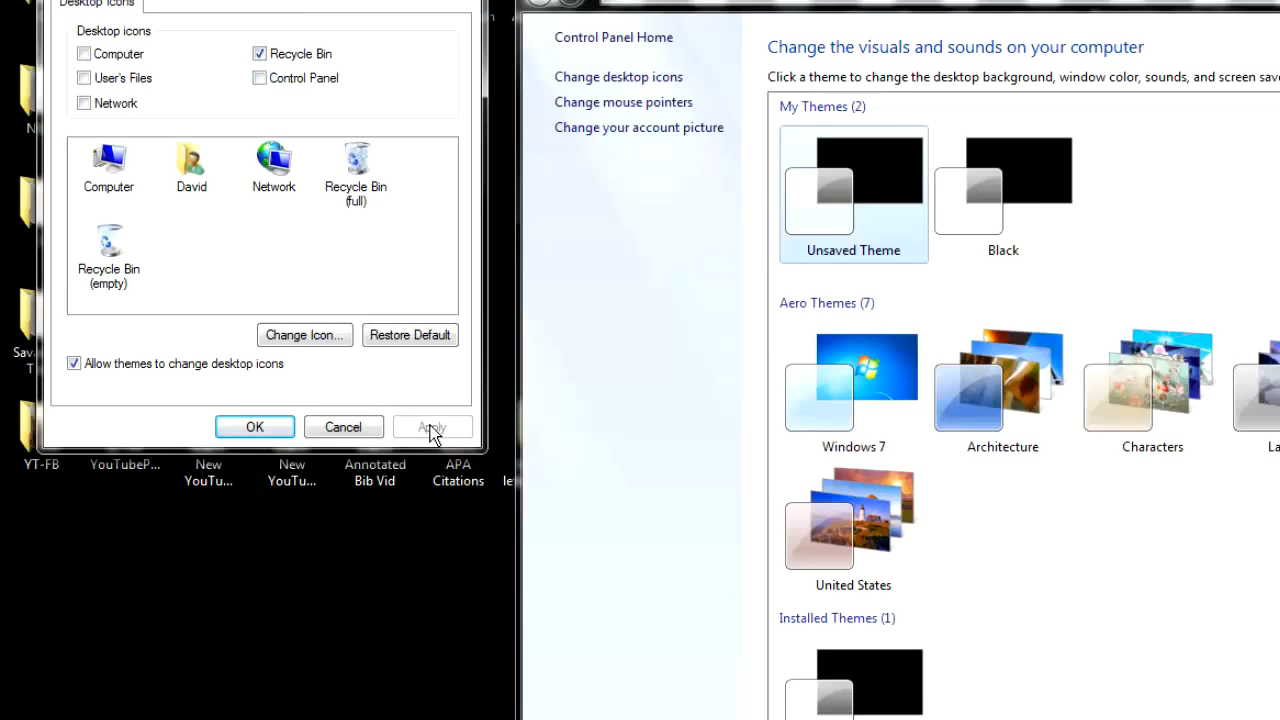 Desktop Icons
Desktop icons
Computer
Recycle Bin
User's Files
Control Panel
Network
Computer
David
Network
Recycle Bin
(full)
Recycle Bin
(empty)
Change Icon...
Restore Default
Allow themes to change desktop icons
OK
Cancel
Apply
YT-FB
YouTubeP...
New
YouTu...
New
YouTu...
Annotated
Bib Vid
APA
Citations
Control Panel Home
Change desktop icons
Change mouse pointers
Change your account picture
Change the visuals and sounds on your computer
Click a theme to change the desktop background, window color, sounds, and screen save
My Themes (2)
Unsaved Theme
Black
Aero Themes (7)
Windows 7
Architecture
Characters
La
United States
Installed Themes (1)